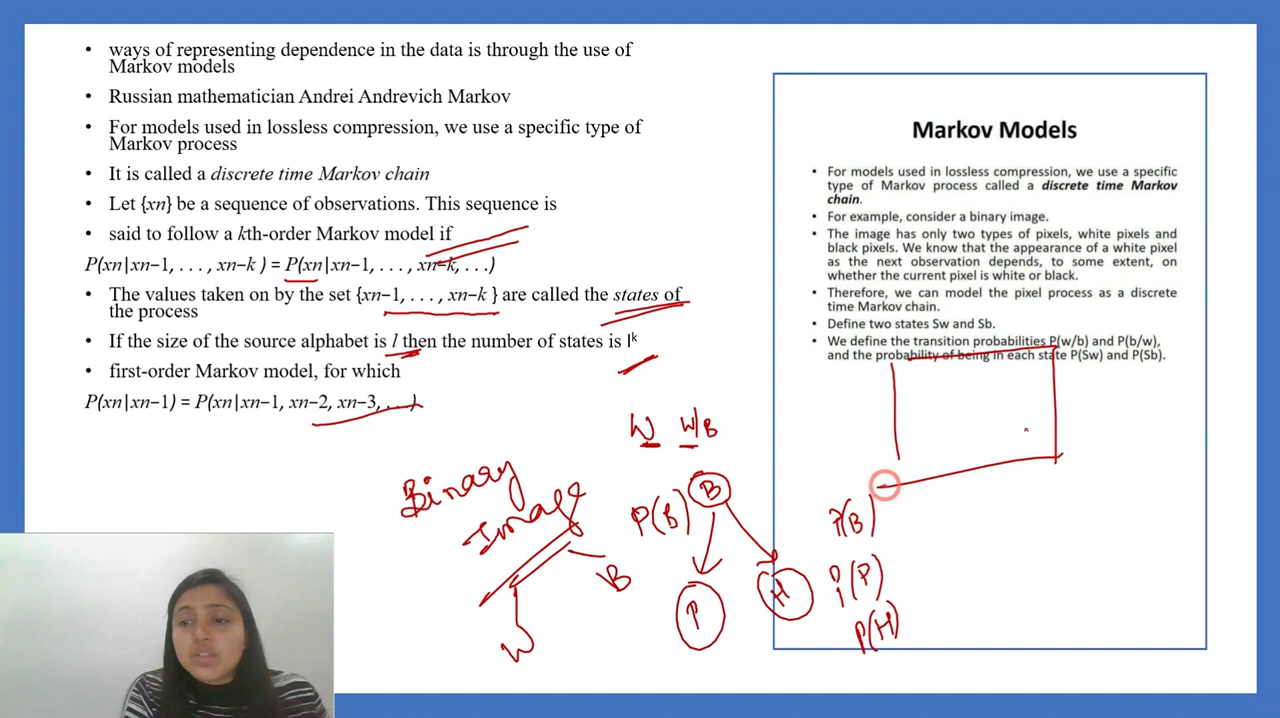 • ways of representing dependence in the data is through the use of
Markov models
• Russian mathematician Andrei Andrevich Markov
• For models used in lossless compression, we use a specific type of
Markov process
• It is called a discrete time Markov chain
• Let {xn} be a sequence of observations. This sequence is
• said to follow a kth-order Markov model if
P(xn|xn−1, . . . , xn−k ) = P(xn|xn−1, . . . , xn−k, . . .)
• The values taken on by the set {xn−1, . . . , xn−k } are called the states of
the process
• If the size of the source alphabet is l then the number of states is lᵏ
• first-order Markov model, for which
P(xn|xn−1) = P(xn|xn−1, xn−2, xn−3, . . .)
Markov Models
• For models used in lossless compression, we use a specific
type of Markov process called a discrete time Markov
chain.
• For example, consider a binary image.
• The image has only two types of pixels, white pixels and
black pixels. We know that the appearance of a white pixel
as the next observation depends, to some extent, on
whether the current pixel is white or black.
• Therefore, we can model the pixel process as a discrete
time Markov chain.
• Define two states Sw and Sb.
• We define the transition probabilities P(w/b) and P(b/w),
and the probability of being in each state P(Sw) and P(Sb).
W W/B
Binary
Image
W
B
P(B) B
P H
P(B)
P(P)
P(H)